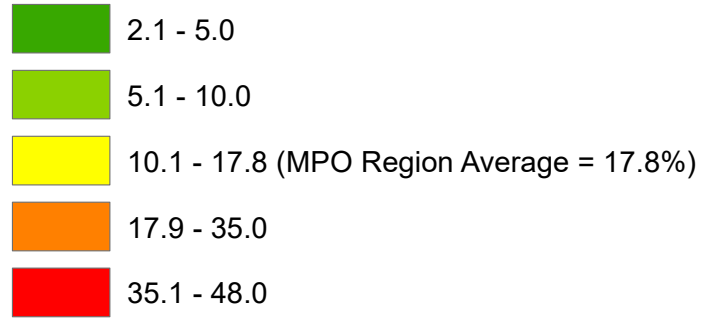 2.1 - 5.0
5.1 - 10.0
10.1 - 17.8 (MPO Region Average = 17.8%)
17.9 - 35.0
35.1 - 48.0